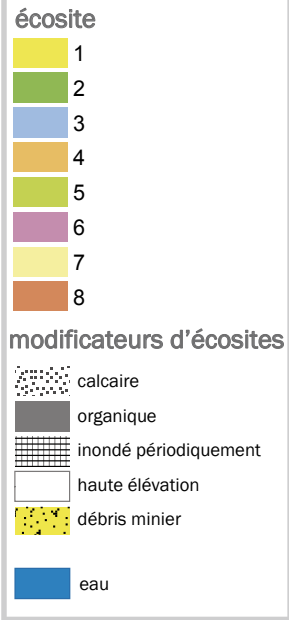 écosite
1
2
3
4
5
6
7
8
modificateurs d'écosites
calcaire
organique
inondé périodiquement
haute élévation
débris minier
eau